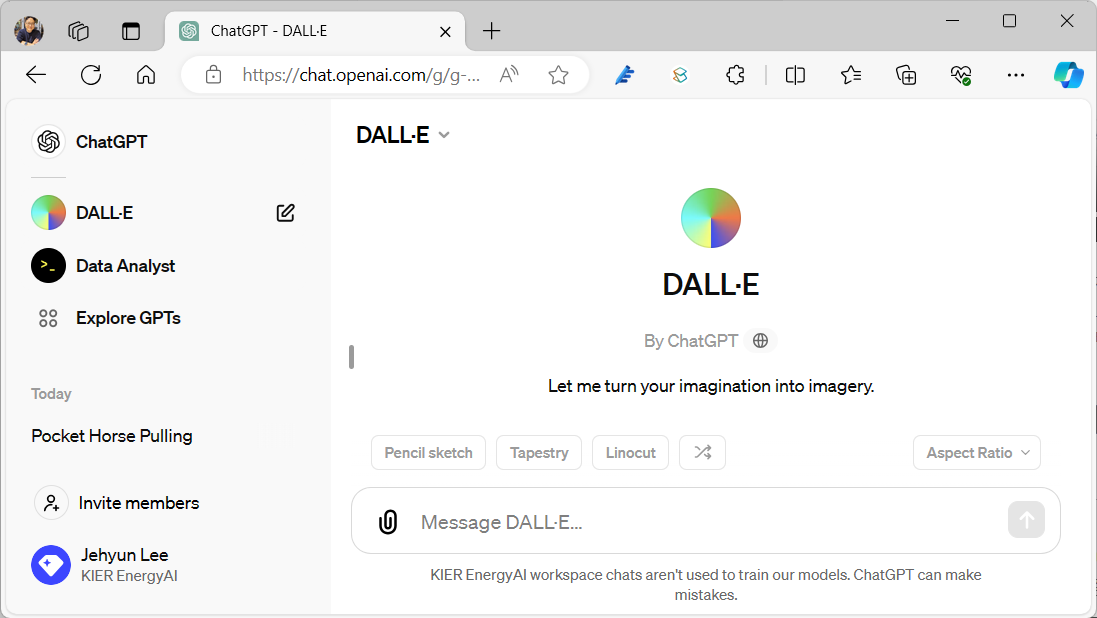 ChatGPT - DALL·E
https://chat.openai.com/g/g-...
ChatGPT
DALL·E
Data Analyst
Explore GPTs
Today
Pocket Horse Pulling
Invite members
Jehyun Lee
KIER EnergyAI
DALL·E
DALL·E
By ChatGPT
Let me turn your imagination into imagery.
Pencil sketch Tapestry Linocut Aspect Ratio
Message DALL·E...
KIER EnergyAI workspace chats aren't used to train our models. ChatGPT can make
mistakes.